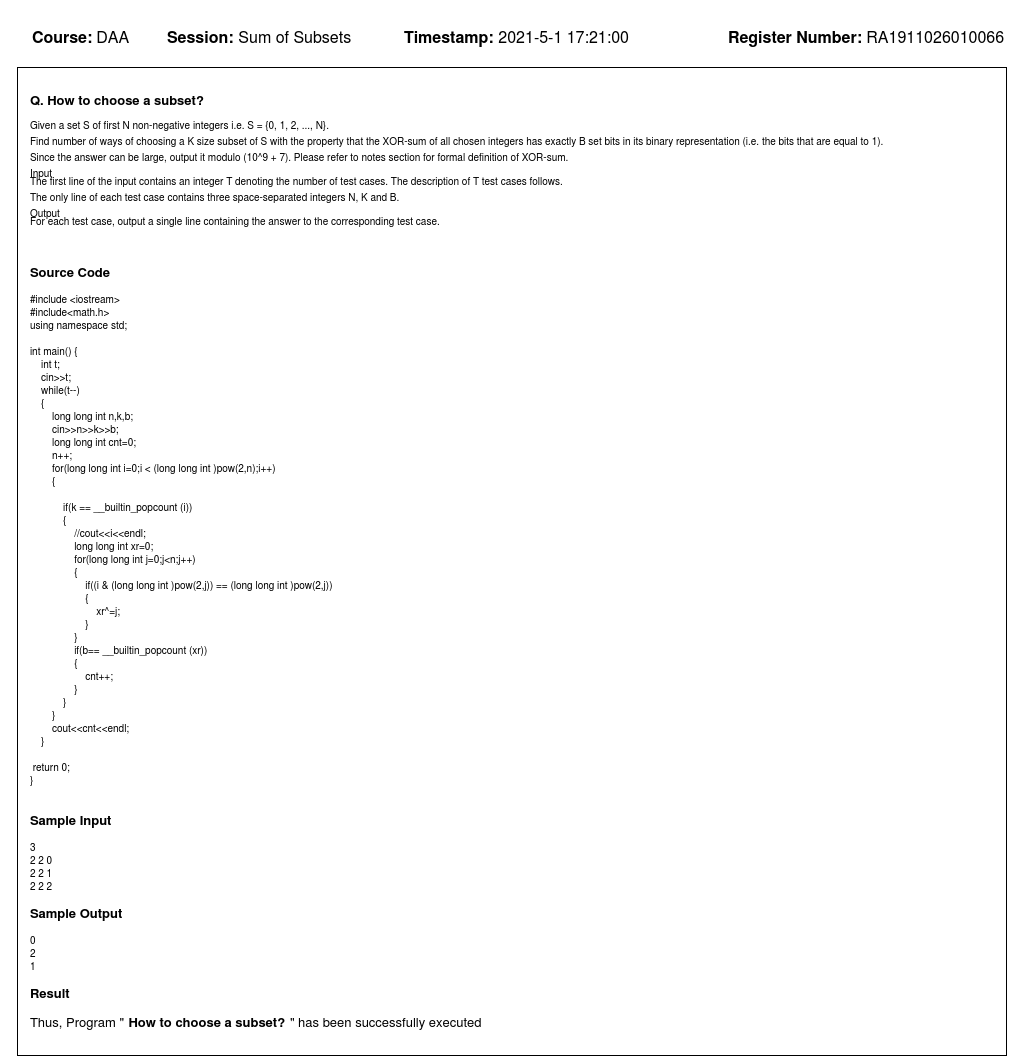 Course: DAA Session: Sum of Subsets Timestamp: 2021-5-1 17:21:00 Register Number: RA1911026010066
Q. How to choose a subset?
Given a set S of first N non-negative integers i.e. S = {0, 1, 2, ..., N}.
Find number of ways of choosing a K size subset of S with the property that the XOR-sum of all chosen integers has exactly B set bits in its binary representation (i.e. the bits that are equal to 1).
Since the answer can be large, output it modulo (10^9 + 7). Please refer to notes section for formal definition of XOR-sum.
Input
The first line of the input contains an integer T denoting the number of test cases. The description of T test cases follows.
The only line of each test case contains three space-separated integers N, K and B.
Output
For each test case, output a single line containing the answer to the corresponding test case.
Source Code
#include <iostream>
#include<math.h>
using namespace std;
int main() {
    int t;
    cin>>t;
    while(t--)
    {
        long long int n,k,b;
        cin>>n>>k>>b;
        long long int cnt=0;
        n++;
        for(long long int i=0;i < (long long int )pow(2,n);i++)
        {
            if(k == __builtin_popcount (i))
            {
                //cout<<i<<endl;
                long long int xr=0;
                for(long long int j=0;j<n;j++)
                {
                    if((i & (long long int )pow(2,j)) == (long long int )pow(2,j))
                    {
                        xr^=j;
                    }
                }
                if(b== __builtin_popcount (xr))
                {
                    cnt++;
                }
            }
        }
        cout<<cnt<<endl;
    }
 return 0;
}
Sample Input
3
2 2 0
2 2 1
2 2 2
Sample Output
0
2
1
Result
Thus, Program " How to choose a subset? " has been successfully executed